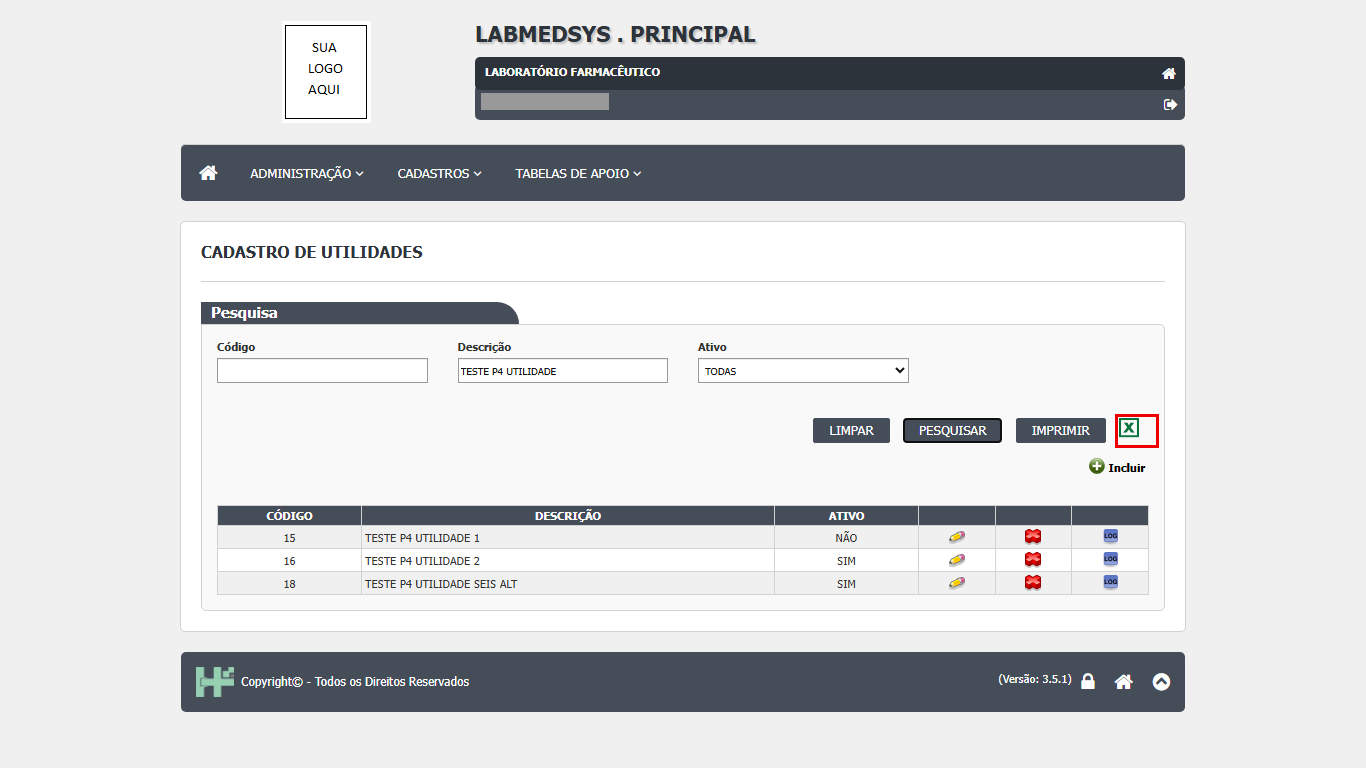 SUA
LOGO
AQUI
LABMEDSYS . PRINCIPAL
LABORATÓRIO FARMACÊUTICO
ADMINISTRAÇÃO CADASTROS TABELAS DE APOIO
CADASTRO DE UTILIDADES
Pesquisa
Código Descrição Ativo
TESTE P4 UTILIDADE TODAS
LIMPAR PESQUISAR IMPRIMIR X
Incluir
CÓDIGO DESCRIÇÃO ATIVO
15 TESTE P4 UTILIDADE 1 NÃO LOG
16 TESTE P4 UTILIDADE 2 SIM LOG
18 TESTE P4 UTILIDADE SEIS ALT SIM LOG
Copyright© - Todos os Direitos Reservados (Versão: 3.5.1)